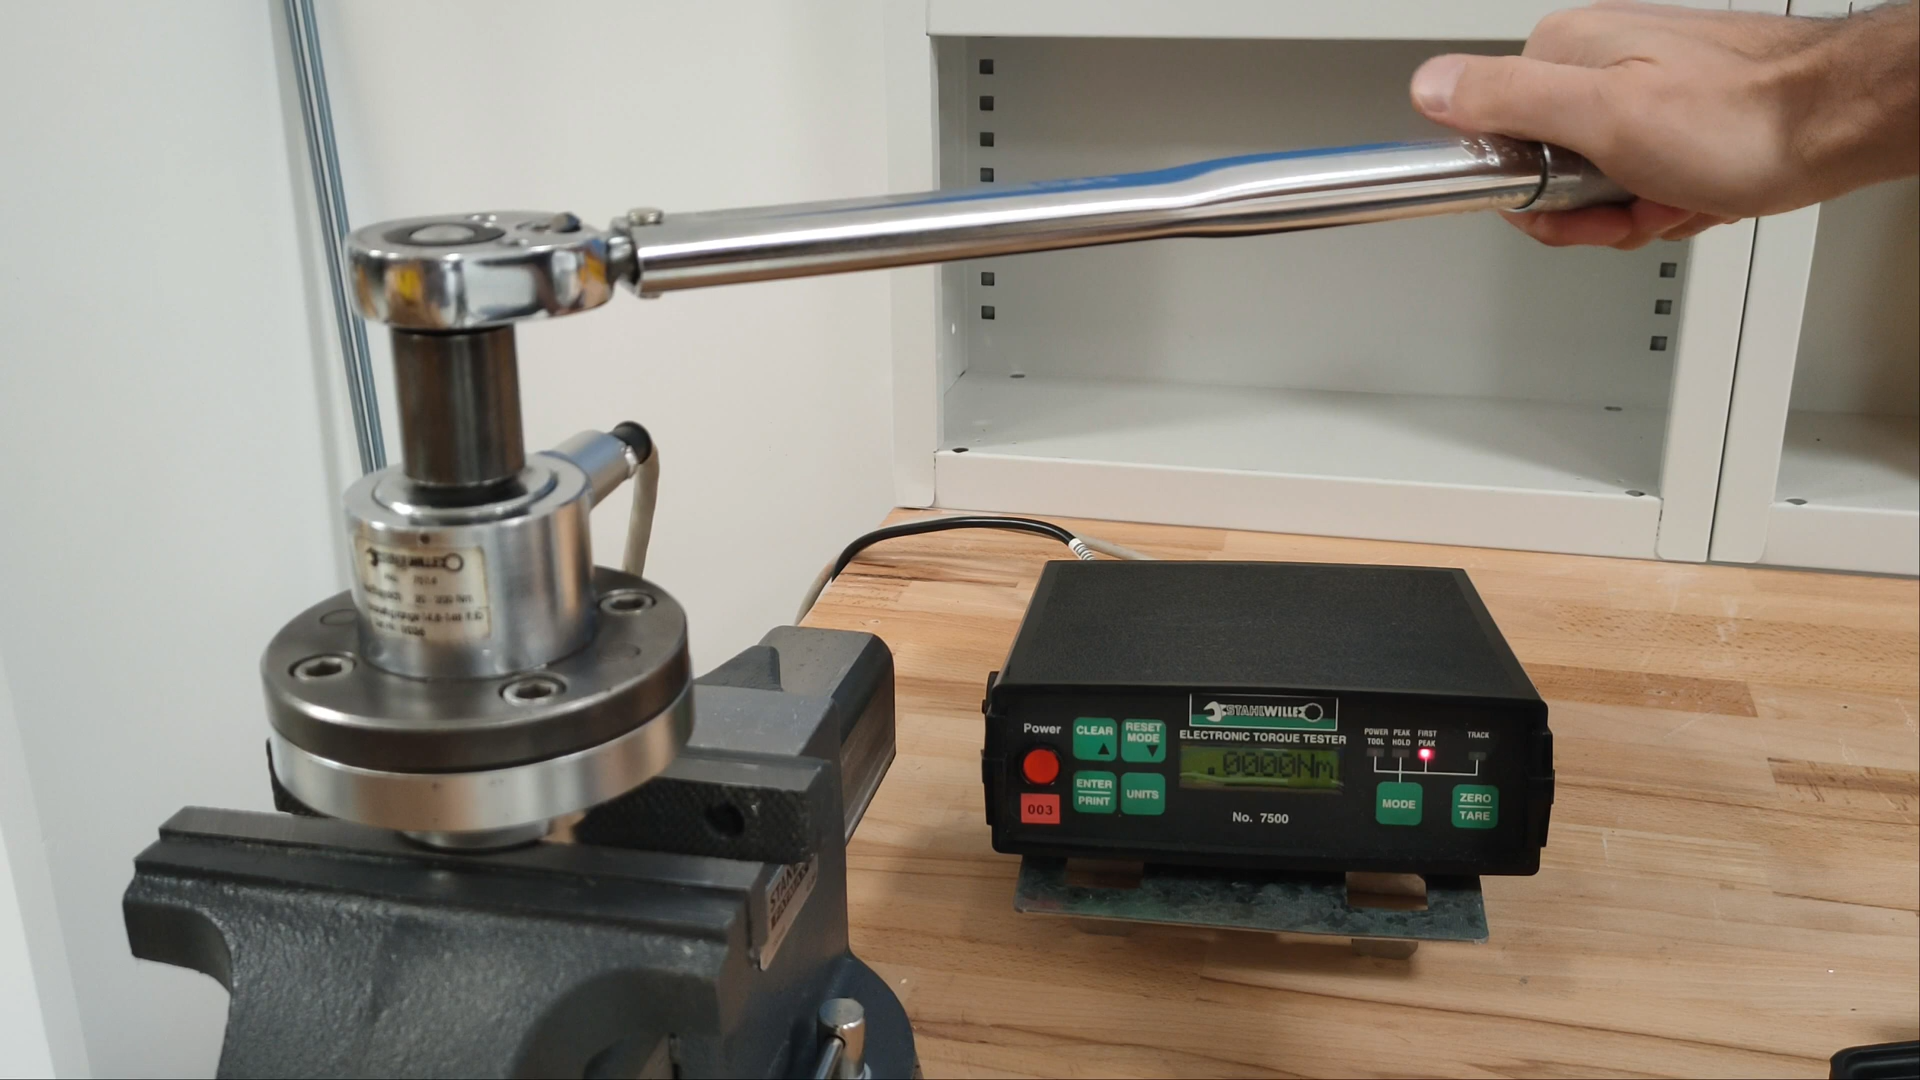 STAHLWILLE
ELECTRONIC TORQUE TESTER
Power
CLEAR
RESET
MODE
ENTER
PRINT
UNITS
003
.0000Nm
No. 7500
POWER
TOOL
PEAK
HOLD
FIRST
PEAK
TRACK
MODE
ZERO
TARE